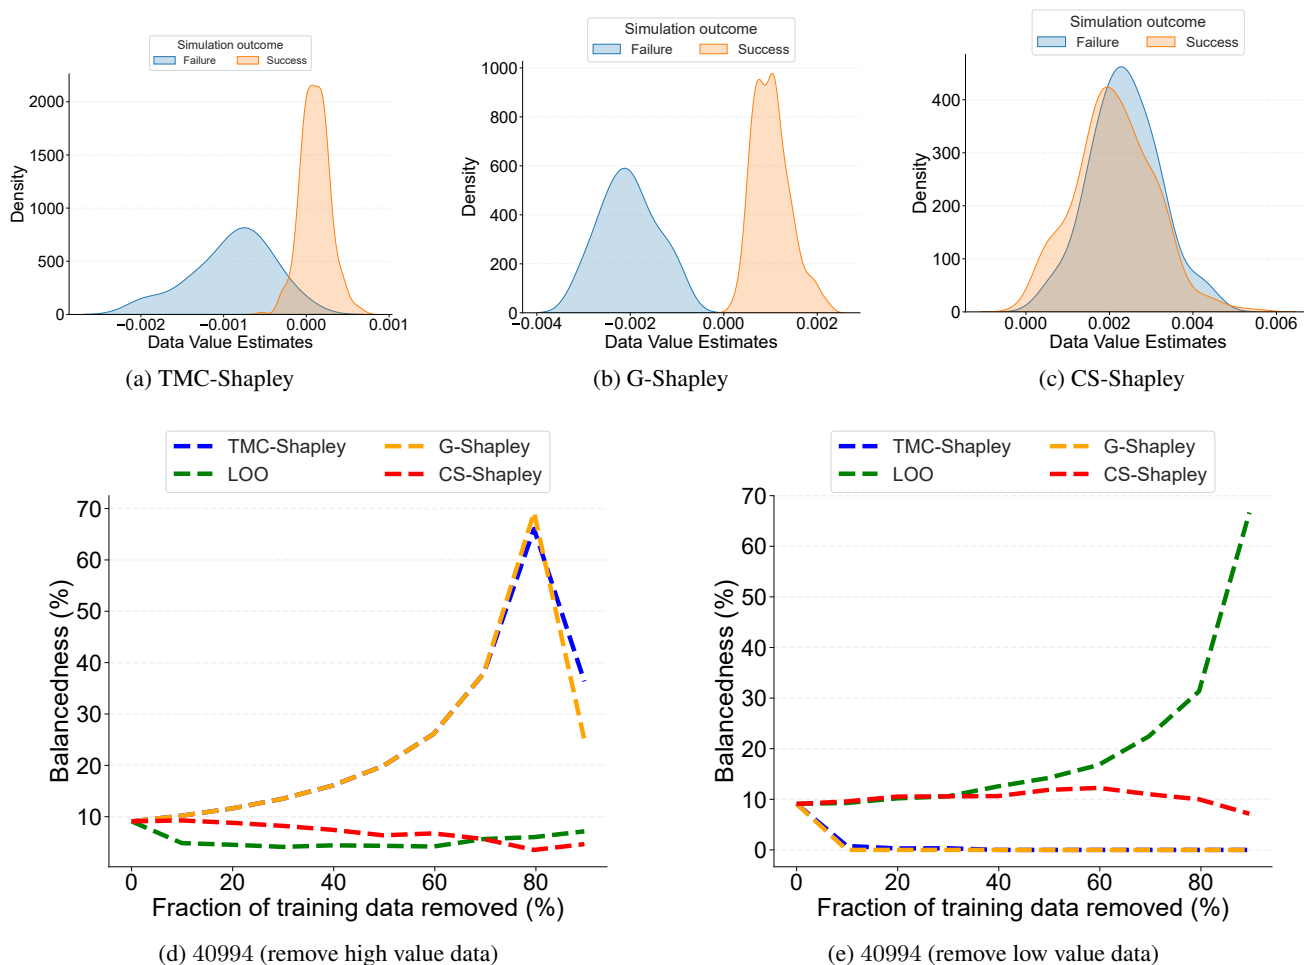 Simulation outcome
Failure Success
2000
1500
1000
500
0
Density
−0.002 −0.001 0.000 0.001
Data Value Estimates
(a) TMC-Shapley
Simulation outcome
Failure Success
1000
800
600
400
200
0
Density
−0.004 −0.002 0.000 0.002
Data Value Estimates
(b) G-Shapley
Simulation outcome
Failure Success
400
300
200
100
0
Density
0.000 0.002 0.004 0.006
Data Value Estimates
(c) CS-Shapley
TMC-Shapley G-Shapley
LOO CS-Shapley
70
60
50
40
30
20
10
Balancedness (%)
0 20 40 60 80
Fraction of training data removed (%)
(d) 40994 (remove high value data)
TMC-Shapley G-Shapley
LOO CS-Shapley
70
60
50
40
30
20
10
0
Balancedness (%)
0 20 40 60 80
Fraction of training data removed (%)
(e) 40994 (remove low value data)